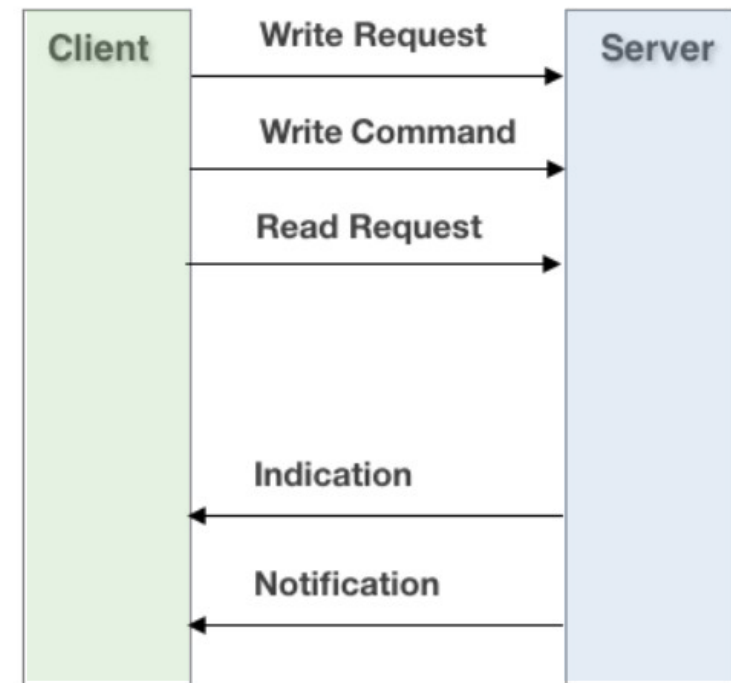 Client
Server
Write Request
Write Command
Read Request
Indication
Notification